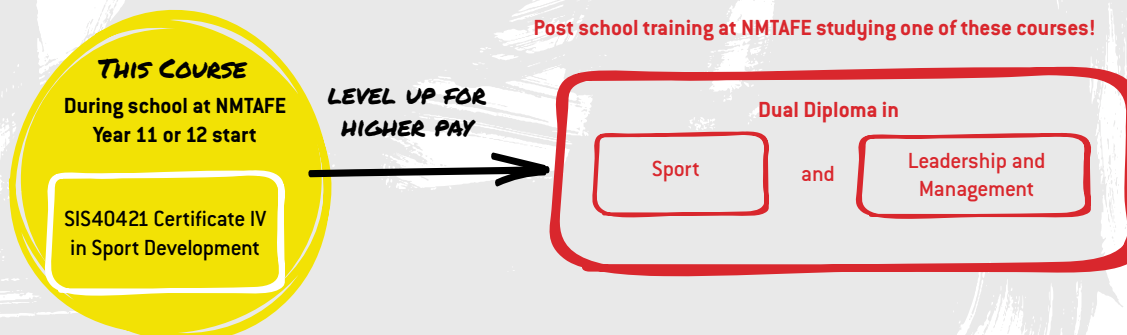 Post school training at NMTAFE studying one of these courses!
THIS COURSE
During school at NMTAFE
Year 11 or 12 start
SIS40421 Certificate IV
in Sport Development
LEVEL UP FOR
HIGHER PAY
Dual Diploma in
Sport
and
Leadership and
Management